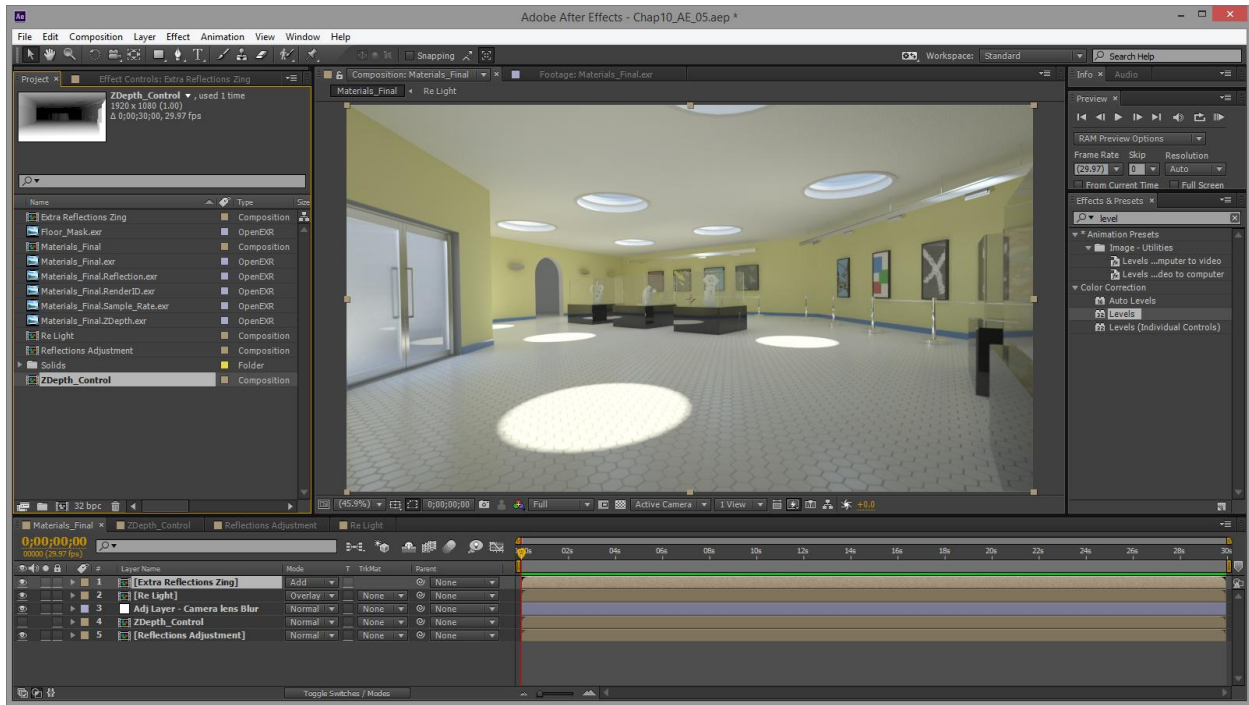 Ae
Adobe After Effects - Chap10_AE_05.aep *
File Edit Composition Layer Effect Animation View Window Help
Snapping
Workspace: Standard
Search Help
Project ×
Effect Controls: Extra Reflections Zing
Composition: Materials_Final
Footage: Materials_Final.exr
Info × Audio
Materials_Final
Re Light
ZDepth_Control ▼ , used 1 time
1920 x 1080 (1.00)
Δ 0;00;30;00, 29.97 fps
Preview ×
RAM Preview Options
Frame Rate Skip Resolution
(29.97) 0 Auto
From Current Time Full Screen
Effects & Presets ×
level
* Animation Presets
Image - Utilities
Levels ...mputer to video
Levels ...deo to computer
Color Correction
Auto Levels
Levels
Levels (Individual Controls)
Name Type Size
Extra Reflections Zing Composition
Floor_Mask.exr OpenEXR
Materials_Final Composition
Materials_Final.exr OpenEXR
Materials_Final.Reflection.exr OpenEXR
Materials_Final.RenderID.exr OpenEXR
Materials_Final.Sample_Rate.exr OpenEXR
Materials_Final.ZDepth.exr OpenEXR
Re Light Composition
Reflections Adjustment Composition
Solids Folder
ZDepth_Control Composition
32 bpc
(45.9%) 0;00;00;00 Full Active Camera 1 View +0.0
Materials_Final × ZDepth_Control Reflections Adjustment Re Light
0;00;00;00
00000 (29.97 fps)
02s 04s 06s 08s 10s 12s 14s 16s 18s 20s 22s 24s 26s 28s 30s
# Layer Name Mode T TrkMat Parent
1 [Extra Reflections Zing] Add None
2 [Re Light] Overlay None None
3 Adj Layer - Camera lens Blur Normal None None
4 ZDepth_Control Normal None None
5 [Reflections Adjustment] Normal None None
Toggle Switches / Modes